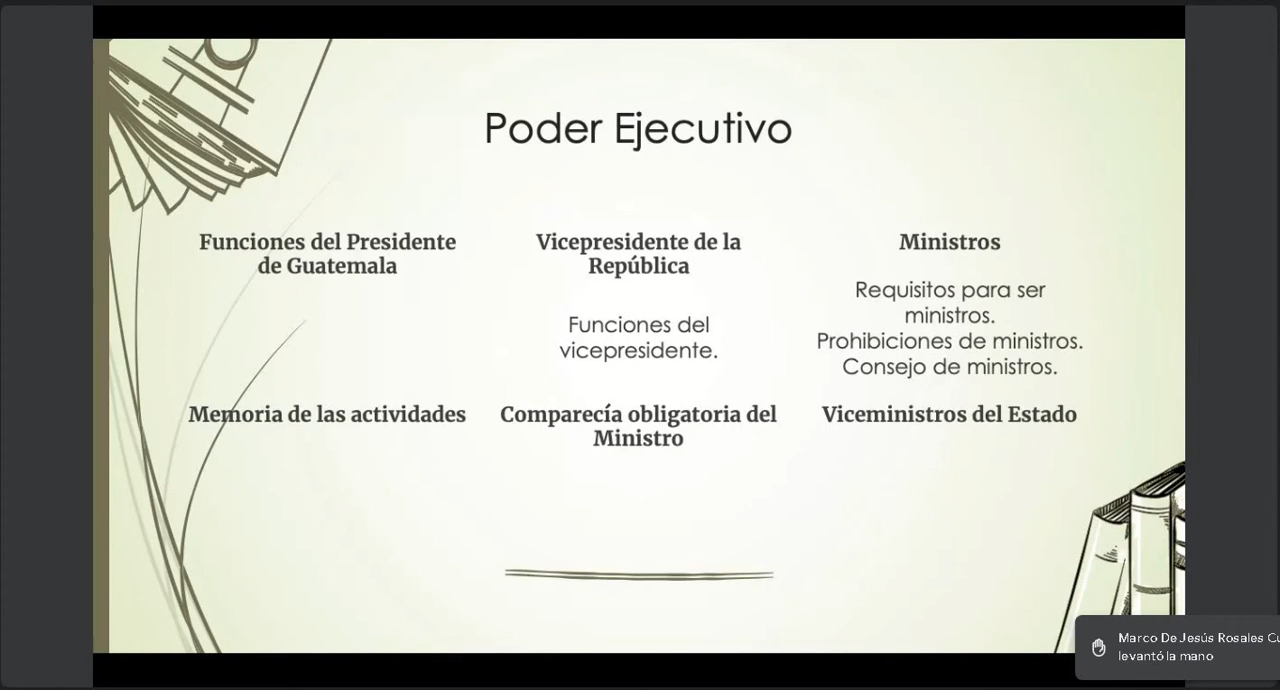 Poder Ejecutivo
Funciones del Presidente
de Guatemala
Vicepresidente de la
República
Funciones del
vicepresidente.
Ministros
Requisitos para ser
ministros.
Prohibiciones de ministros.
Consejo de ministros.
Memoria de las actividades
Comparecía obligatoria del
Ministro
Viceministros del Estado
Marco De Jesús Rosales
levantó la mano